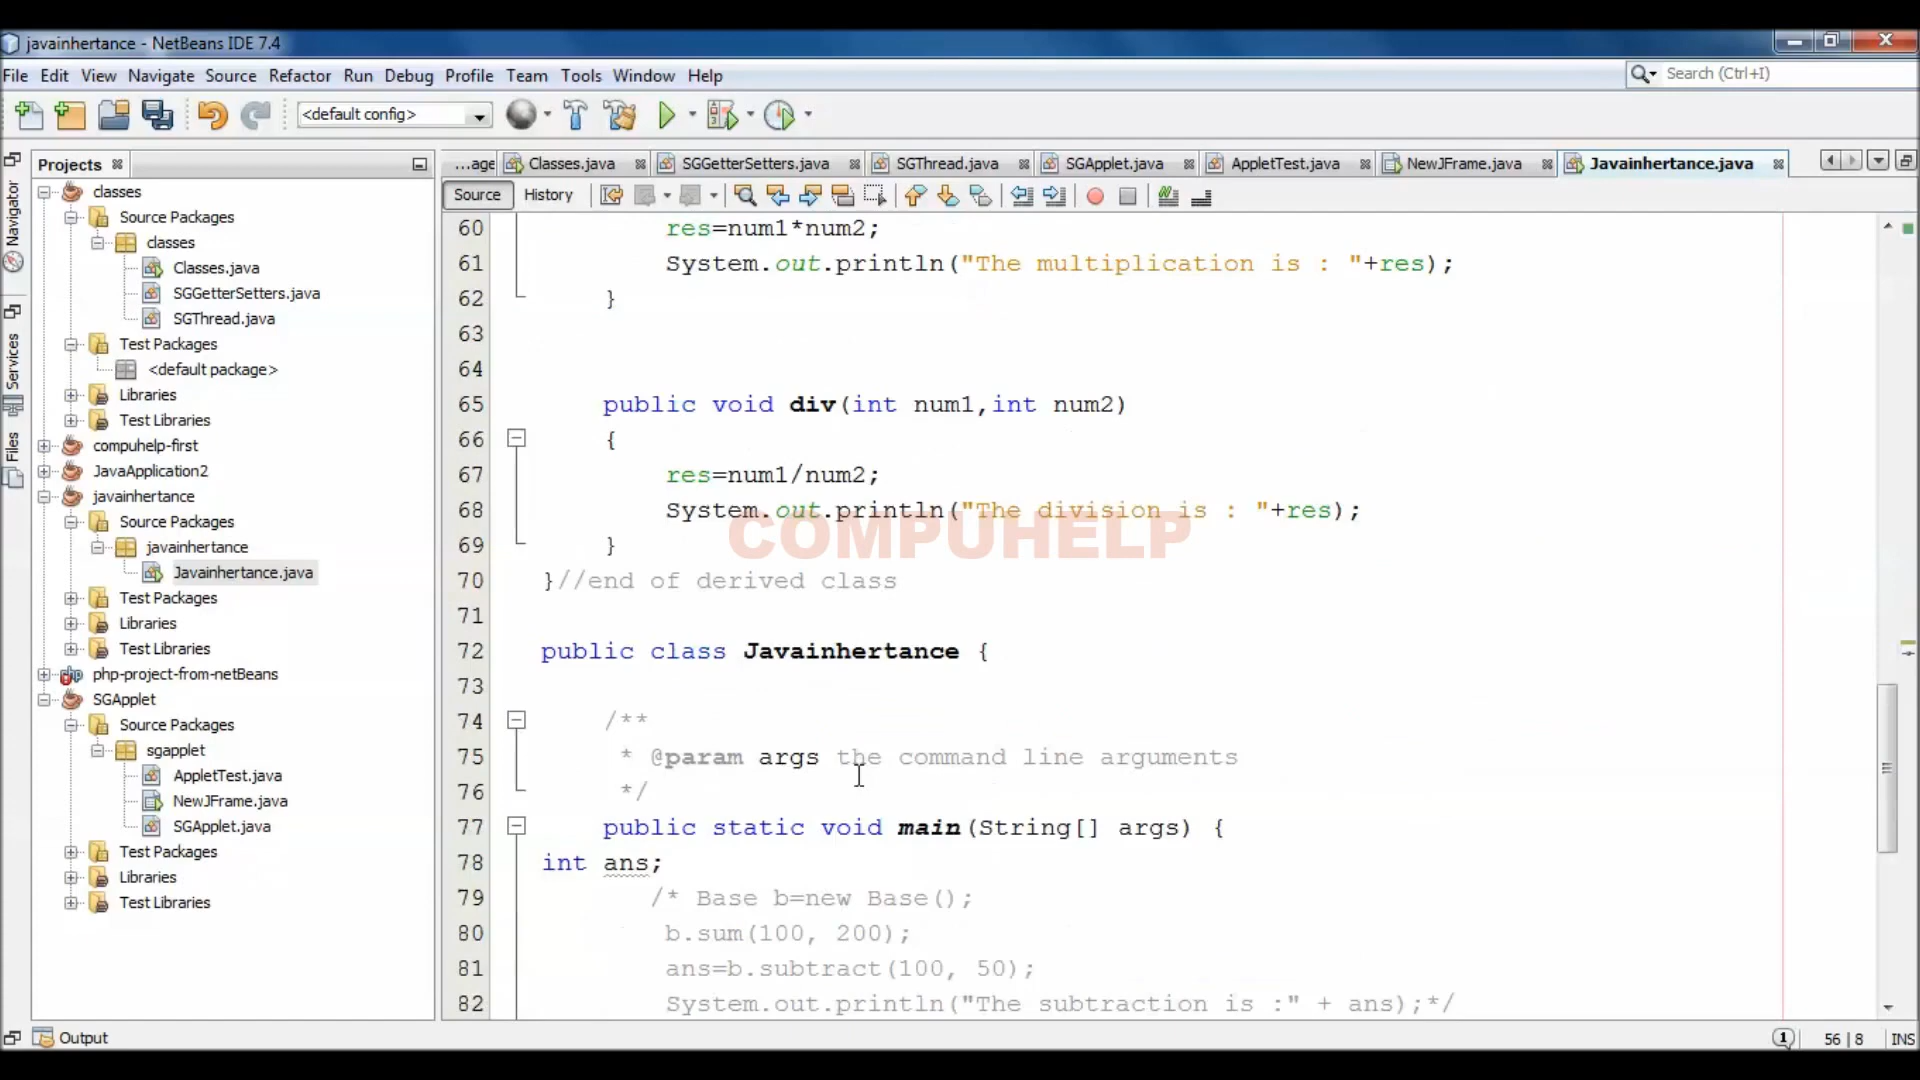 javainhertance - NetBeans IDE 7.4
File Edit View Navigate Source Refactor Run Debug Profile Team Tools Window Help
Search (Ctrl+I)
<default config>
Projects
...age Classes.java SGGetterSetters.java SGThread.java SGApplet.java AppletTest.java NewJFrame.java Javainhertance.java
Source History
Navigator
Services
Files
classes
Source Packages
classes
Classes.java
SGGetterSetters.java
SGThread.java
Test Packages
<default package>
Libraries
Test Libraries
compuhelp-first
JavaApplication2
javainhertance
Source Packages
javainhertance
Javainhertance.java
Test Packages
Libraries
Test Libraries
php-project-from-netBeans
SGApplet
Source Packages
sgapplet
AppletTest.java
NewJFrame.java
SGApplet.java
Test Packages
Libraries
Test Libraries
60 res=num1*num2;
61 System.out.println("The multiplication is : "+res);
62 }
63
64
65 public void div(int num1,int num2)
66 {
67 res=num1/num2;
68 System.out.println("The division is : "+res);
COMPUHELP
69 }
70 }//end of derived class
71
72 public class Javainhertance {
73
74 /**
75 * @param args the command line arguments
76 */
77 public static void main(String[] args) {
78 int ans;
79 /* Base b=new Base();
80 b.sum(100, 200);
81 ans=b.subtract(100, 50);
82 System.out.println("The subtraction is :" + ans);*/
Output
1 56 | 8 INS